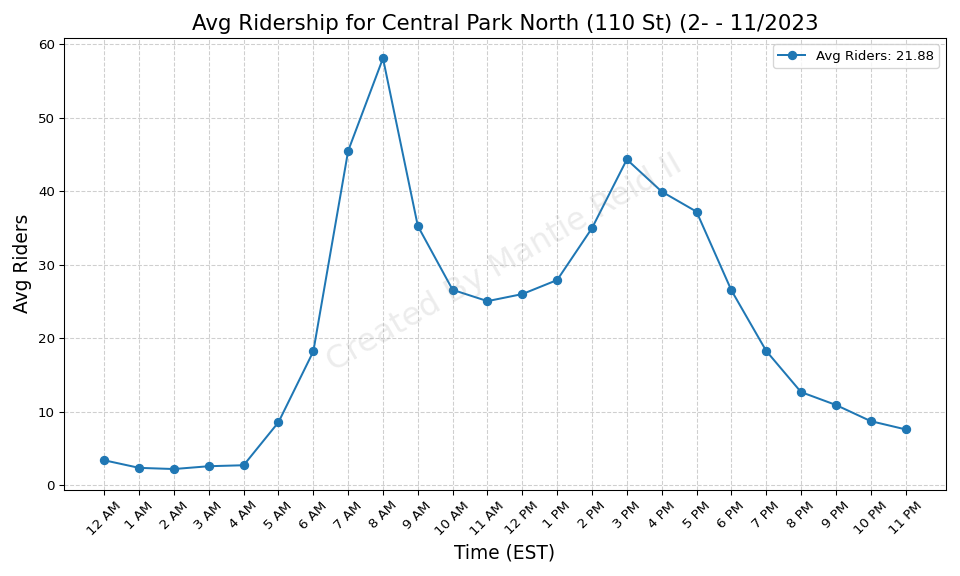 Avg Ridership for Central Park North (110 St) (2- - 11/2023
Avg Riders: 21.88
60
50
40
30
20
10
0
Avg Riders
Created By Mantle Reid II
12 AM
1 AM
2 AM
3 AM
4 AM
5 AM
6 AM
7 AM
8 AM
9 AM
10 AM
11 AM
12 PM
1 PM
2 PM
3 PM
4 PM
5 PM
6 PM
7 PM
8 PM
9 PM
10 PM
11 PM
Time (EST)